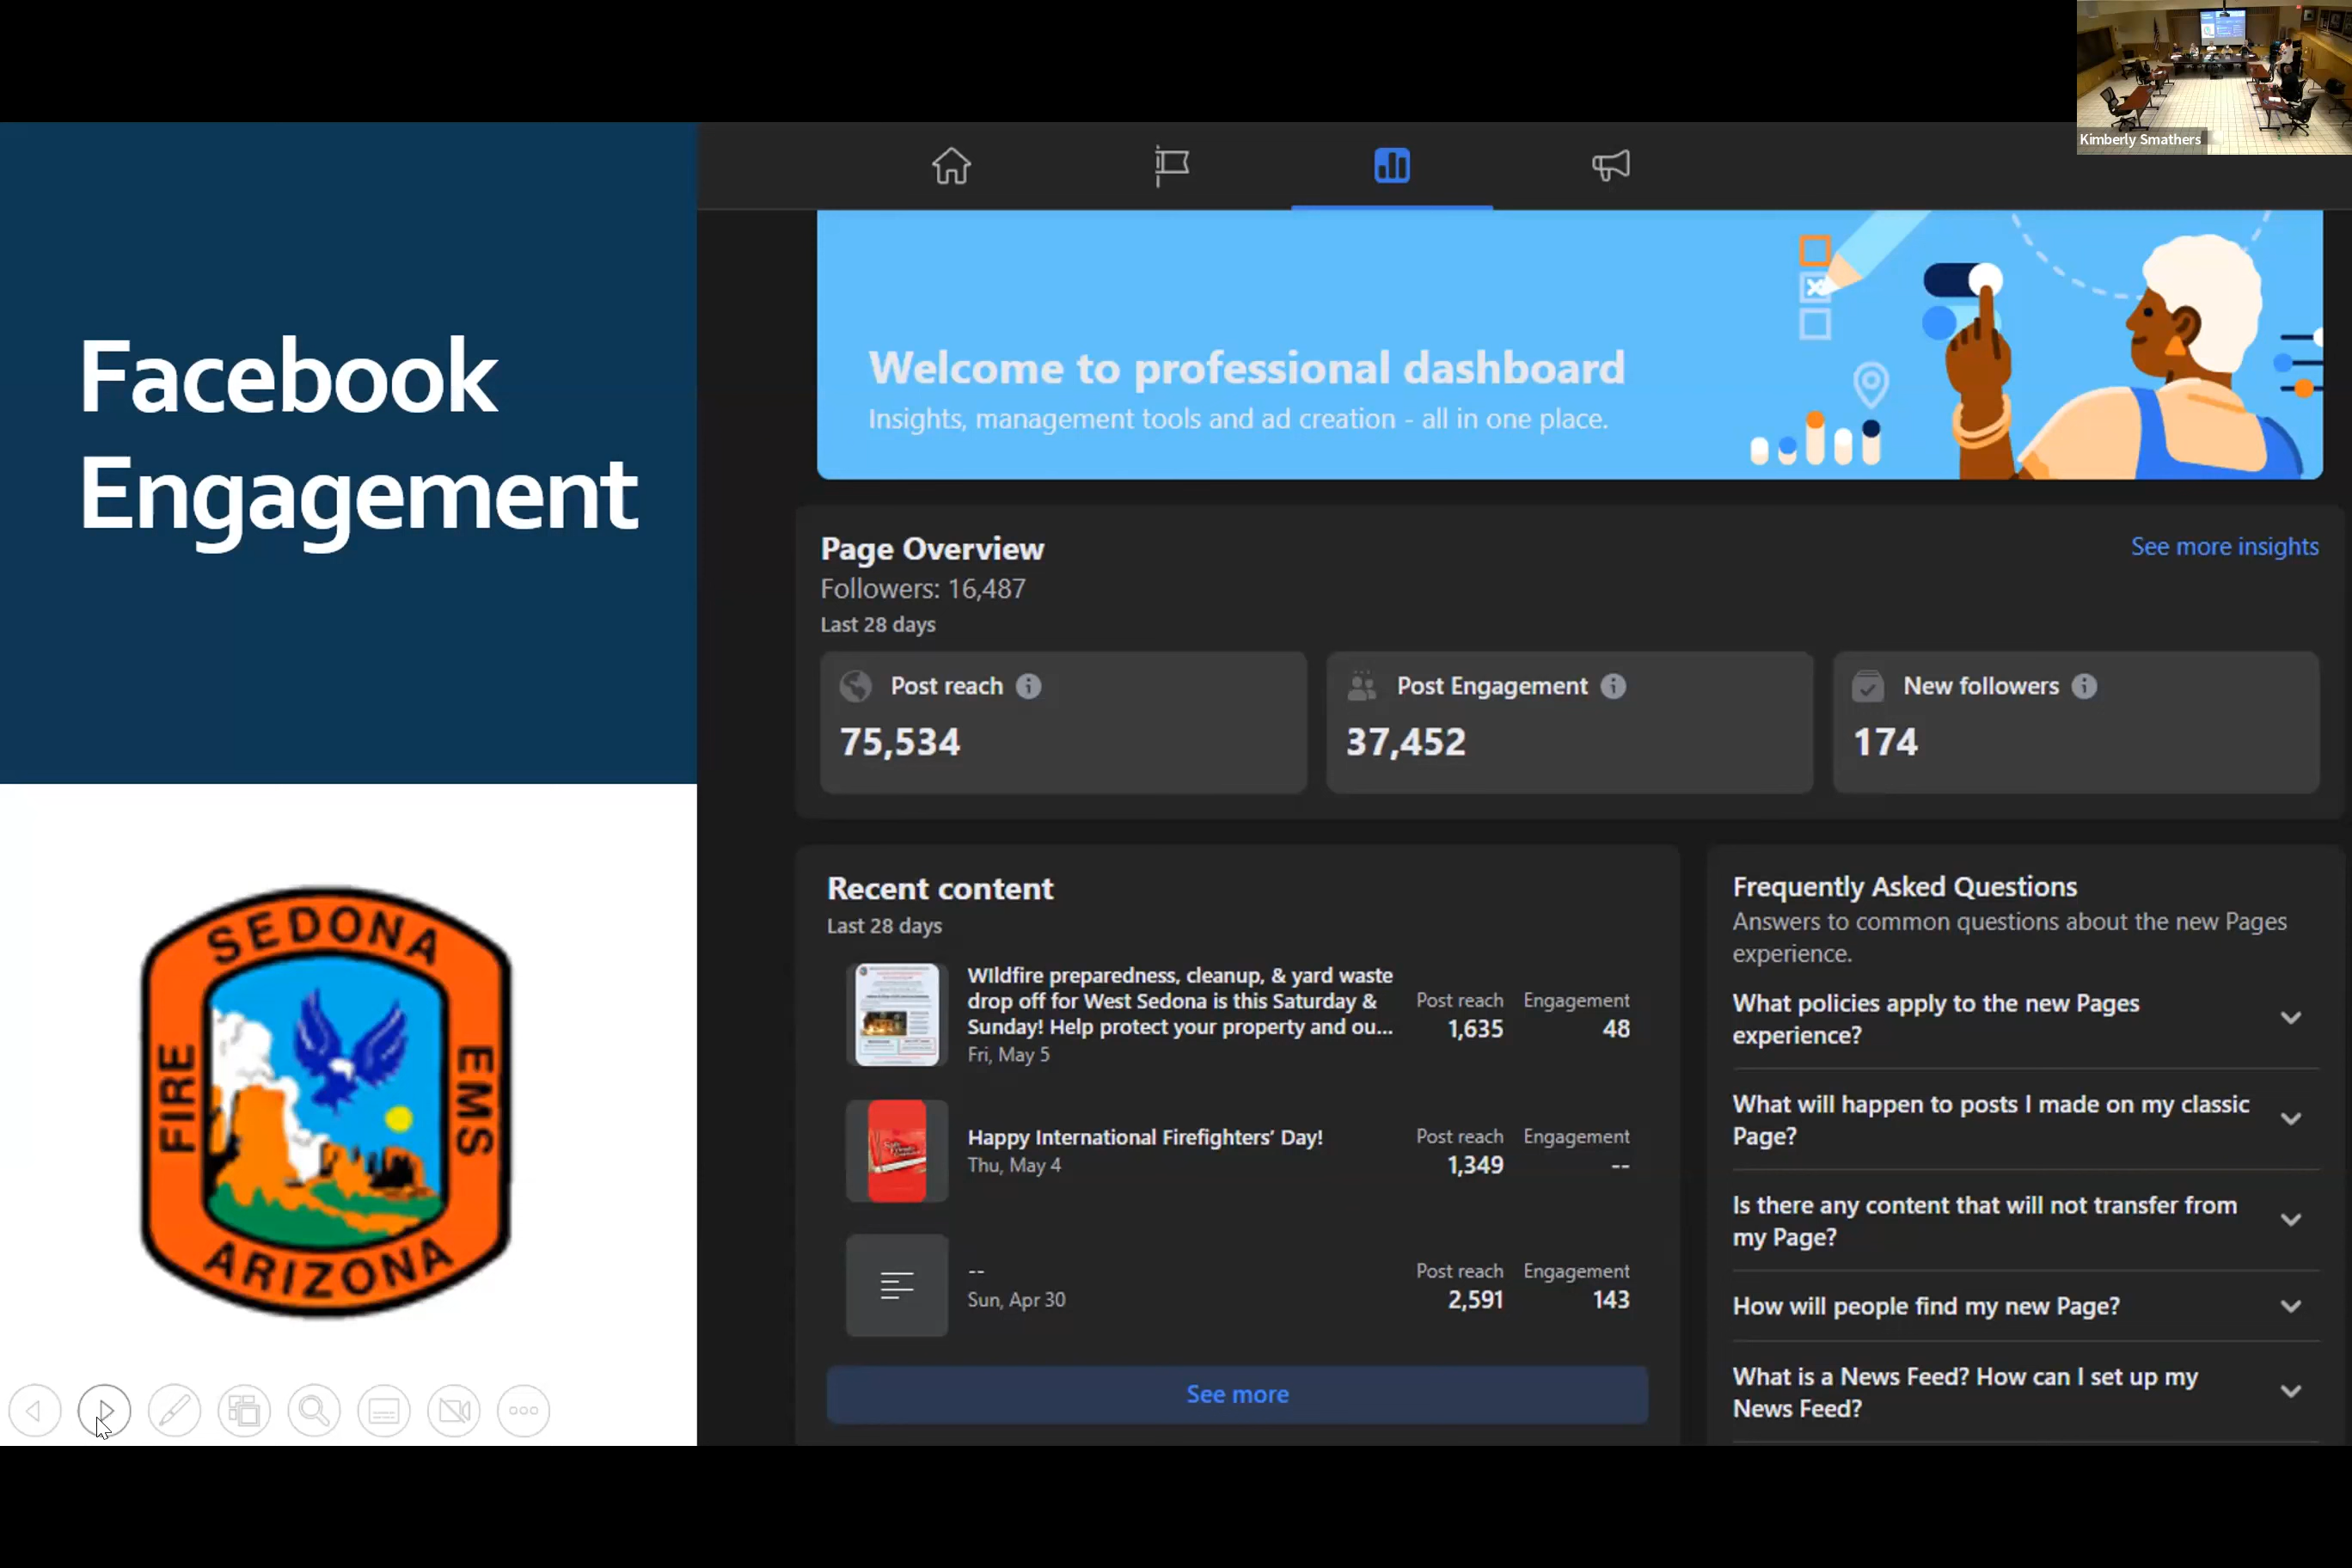 Kimberly Smathers
Facebook
Engagement
SEDONA
FIRE
EMS
ARIZONA
Welcome to professional dashboard
Insights, management tools and ad creation - all in one place.
Page Overview
See more insights
Followers: 16,487
Last 28 days
Post reach
75,534
Post Engagement
37,452
New followers
174
Recent content
Last 28 days
WIldfire preparedness, cleanup, & yard waste
drop off for West Sedona is this Saturday &
Sunday! Help protect your property and ou...
Fri, May 5
Post reach Engagement
1,635 48
Happy International Firefighters’ Day!
Thu, May 4
Post reach Engagement
1,349 --
--
Sun, Apr 30
Post reach Engagement
2,591 143
See more
Frequently Asked Questions
Answers to common questions about the new Pages
experience.
What policies apply to the new Pages
experience?
What will happen to posts I made on my classic
Page?
Is there any content that will not transfer from
my Page?
How will people find my new Page?
What is a News Feed? How can I set up my
News Feed?